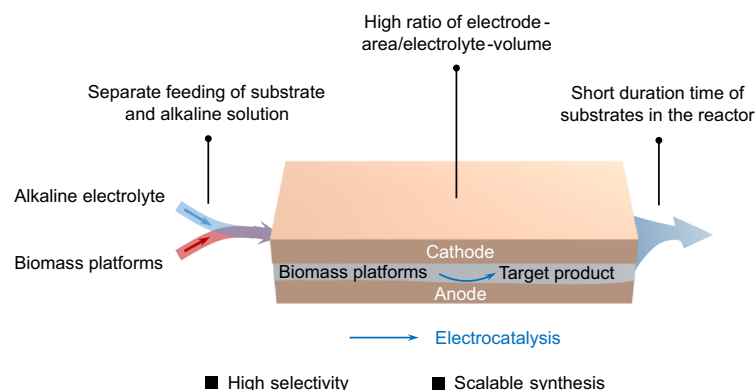 High ratio of electrode-
area/electrolyte-volume
Separate feeding of substrate
and alkaline solution
Short duration time of
substrates in the reactor
Alkaline electrolyte
Biomass platforms
Cathode
Biomass platforms
Target product
Anode
Electrocatalysis
High selectivity
Scalable synthesis